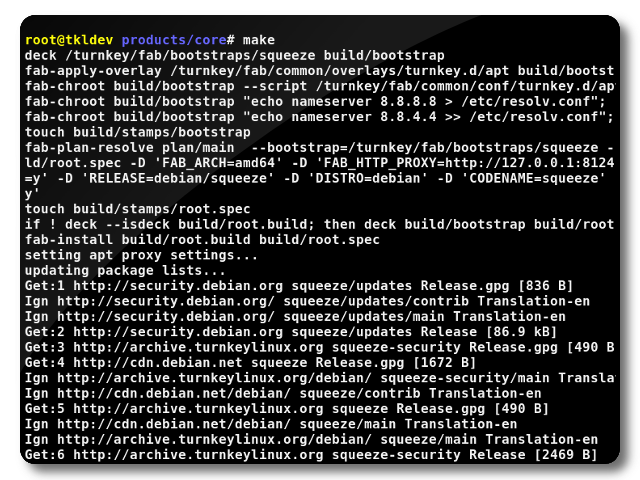 root@tkldev products/core# make
deck /turnkey/fab/bootstraps/squeeze build/bootstrap
fab-apply-overlay /turnkey/fab/common/overlays/turnkey.d/apt build/bootst
fab-chroot build/bootstrap --script /turnkey/fab/common/conf/turnkey.d/ap
fab-chroot build/bootstrap "echo nameserver 8.8.8.8 > /etc/resolv.conf";
fab-chroot build/bootstrap "echo nameserver 8.8.4.4 >> /etc/resolv.conf";
touch build/stamps/bootstrap
fab-plan-resolve plan/main  --bootstrap=/turnkey/fab/bootstraps/squeeze -
ld/root.spec -D 'FAB_ARCH=amd64' -D 'FAB_HTTP_PROXY=http://127.0.0.1:8124
=y' -D 'RELEASE=debian/squeeze' -D 'DISTRO=debian' -D 'CODENAME=squeeze'
y'
touch build/stamps/root.spec
if ! deck --isdeck build/root.build; then deck build/bootstrap build/root
fab-install build/root.build build/root.spec
setting apt proxy settings...
updating package lists...
Get:1 http://security.debian.org squeeze/updates Release.gpg [836 B]
Ign http://security.debian.org/ squeeze/updates/contrib Translation-en
Ign http://security.debian.org/ squeeze/updates/main Translation-en
Get:2 http://security.debian.org squeeze/updates Release [86.9 kB]
Get:3 http://archive.turnkeylinux.org squeeze-security Release.gpg [490 B
Get:4 http://cdn.debian.net squeeze Release.gpg [1672 B]
Ign http://archive.turnkeylinux.org/debian/ squeeze-security/main Transla
Ign http://cdn.debian.net/debian/ squeeze/contrib Translation-en
Get:5 http://archive.turnkeylinux.org squeeze Release.gpg [490 B]
Ign http://cdn.debian.net/debian/ squeeze/main Translation-en
Ign http://archive.turnkeylinux.org/debian/ squeeze/main Translation-en
Get:6 http://archive.turnkeylinux.org squeeze-security Release [2469 B]